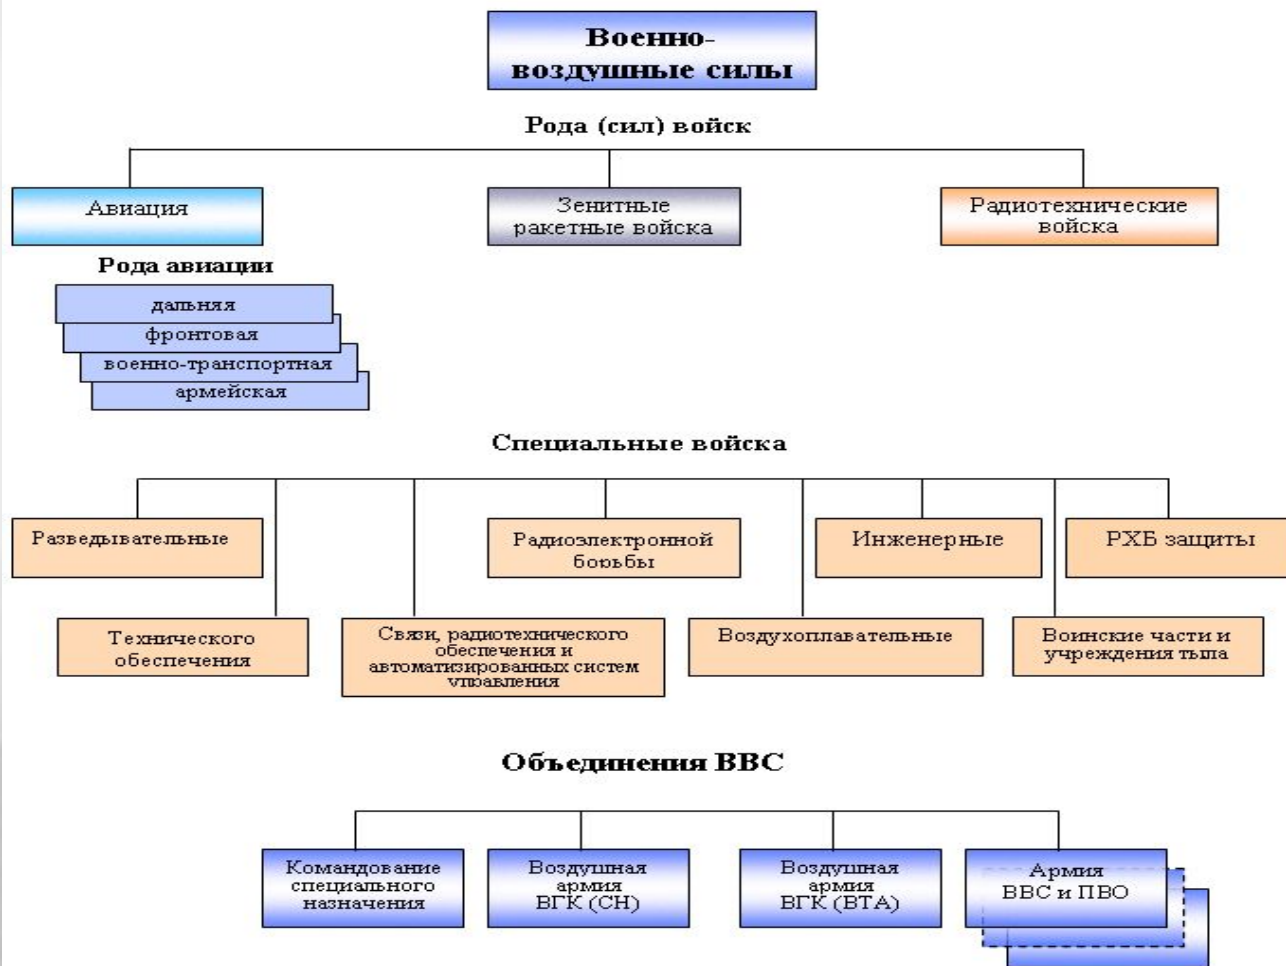 Военно-
воздушные силы
Рода (сил) войск
Авиация
Зенитные
ракетные войска
Радиотехнические
войска
Рода авиации
дальняя
фронтовая
военно-транспортная
армейская
Специальные войска
Разведывательные
Радиоэлектронной
борьбы
Инженерные
РХБ защиты
Технического
обеспечения
Связи, радиотехнического
обеспечения и
автоматизированных систем
управления
Воздухоплавательные
Воинские части и
учреждения тыла
Объединения ВВС
Командование
специального
назначения
Воздушная
армия
ВГК (СН)
Воздушная
армия
ВГК (ВТА)
Армия
ВВС и ПВО